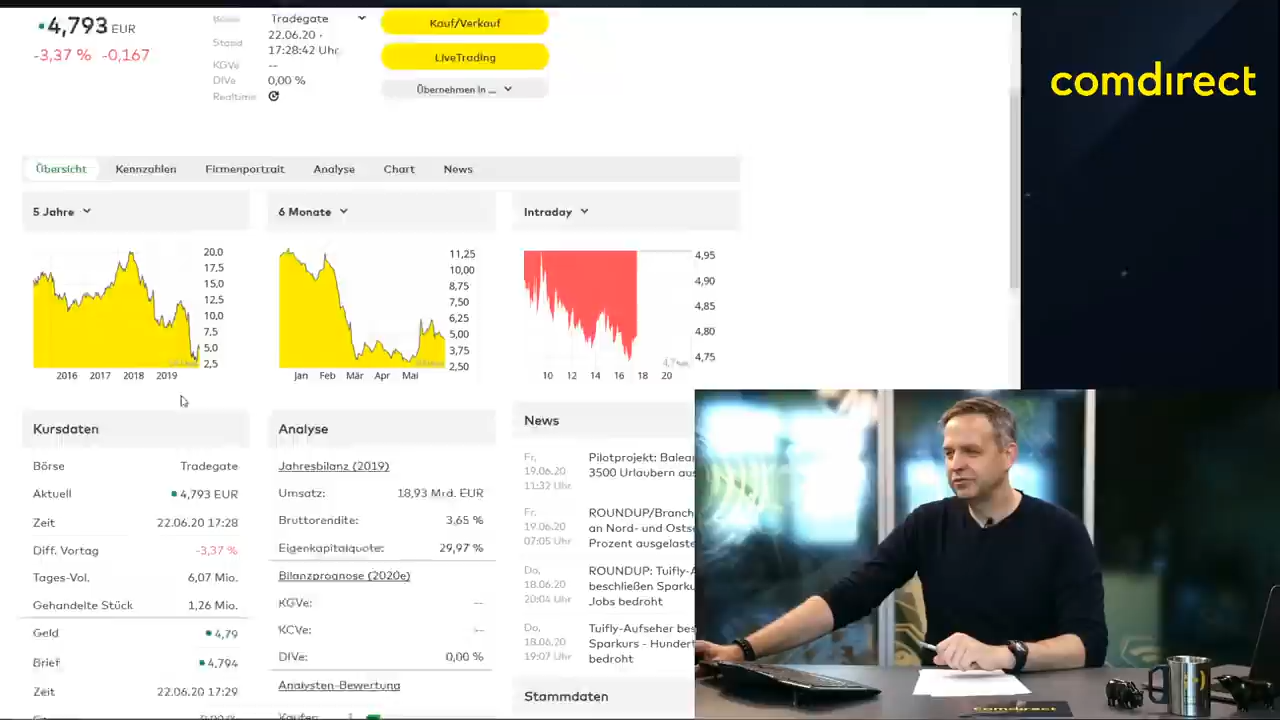 4,793 EUR
-3,37 % -0,167
Börse Tradegate
Stand 22.06.20 -
17:28:42 Uhr
KGVe --
DIVe 0,00 %
Realtime
Kauf/Verkauf
LiveTrading
Übernehmen in ...
comdirect
Übersicht Kennzahlen Firmenportrait Analyse Chart News
5 Jahre
20.0
17,5
15,0
12,5
10,0
7,5
5,0
2,5
2016 2017 2018 2019
6 Monate
11,25
10,00
8,75
7,50
6,25
5,00
3,75
2,50
Jan Feb Mär Apr Mai
Intraday
4,95
4,90
4,85
4,80
4,75
10 12 14 16 18 20
Kursdaten
Börse Tradegate
Aktuell 4,793 EUR
Zeit 22.06.20 17:28
Diff. Vortag -3,37 %
Tages-Vol. 6,07 Mio.
Gehandelte Stück 1,26 Mio.
Geld 4,79
Brief 4,794
Zeit 22.06.20 17:29
Analyse
Jahresbilanz (2019)
Umsatz: 18,93 Mrd. EUR
Bruttorendite: 3,65 %
Eigenkapitalquote: 29,97 %
Bilanzprognose (2020e)
KGVe: --
KCVe: --
DIVe: 0,00 %
Analysten-Bewertung
Kaufen 1
News
Fr,
19.06.20
11:32 Uhr
Pilotprojekt: Balear
3500 Urlaubern aus
Fr,
19.06.20
07:05 Uhr
ROUNDUP/Branch
an Nord- und Ostse
Prozent ausgelaste
Do,
18.06.20
20:04 Uhr
ROUNDUP: Tuifly-A
beschließen Sparku
Jobs bedroht
Do,
18.06.20
19:07 Uhr
Tuifly-Aufseher bes
Sparkurs - Hundert
bedroht
Stammdaten
comdirect